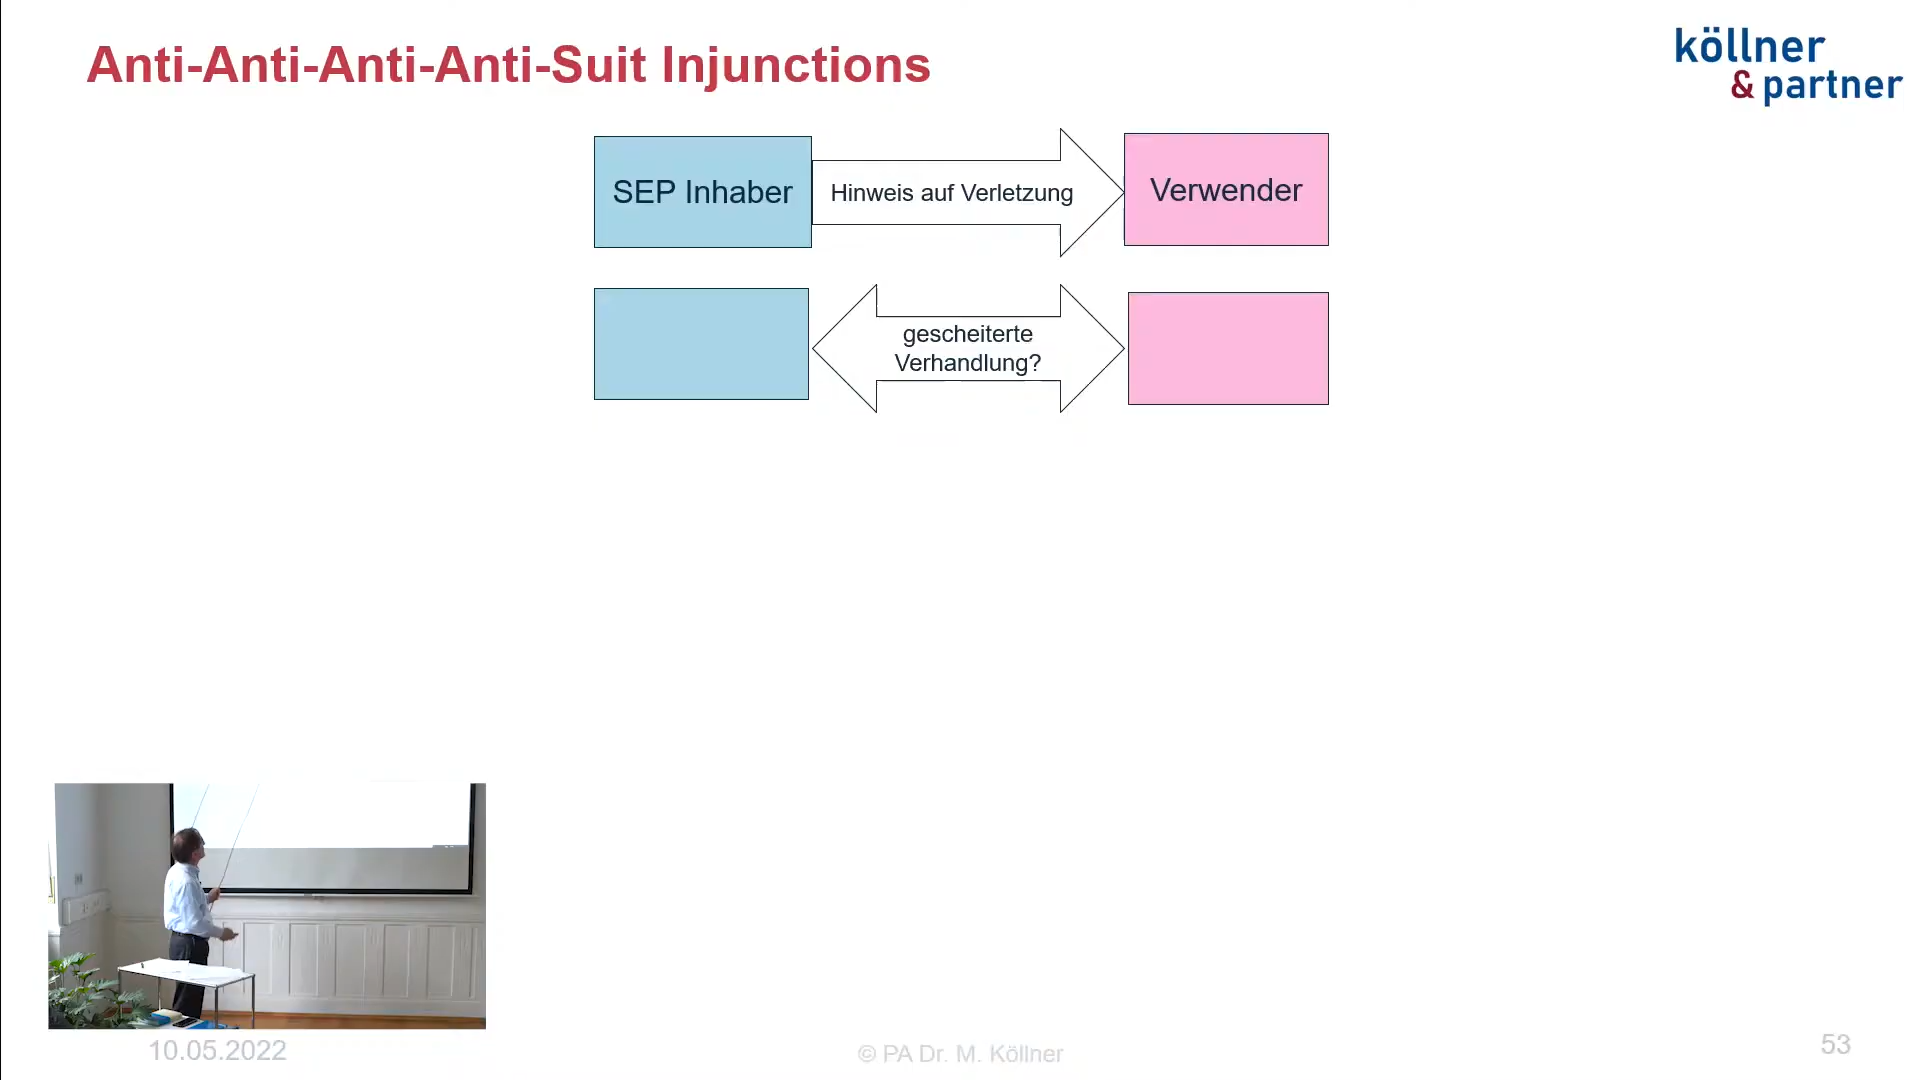 Anti-Anti-Anti-Anti-Suit Injunctions
köllner
& partner
SEP Inhaber
Hinweis auf Verletzung
Verwender
gescheiterte
Verhandlung?
10.05.2022
© PA Dr. M. Köllner
53